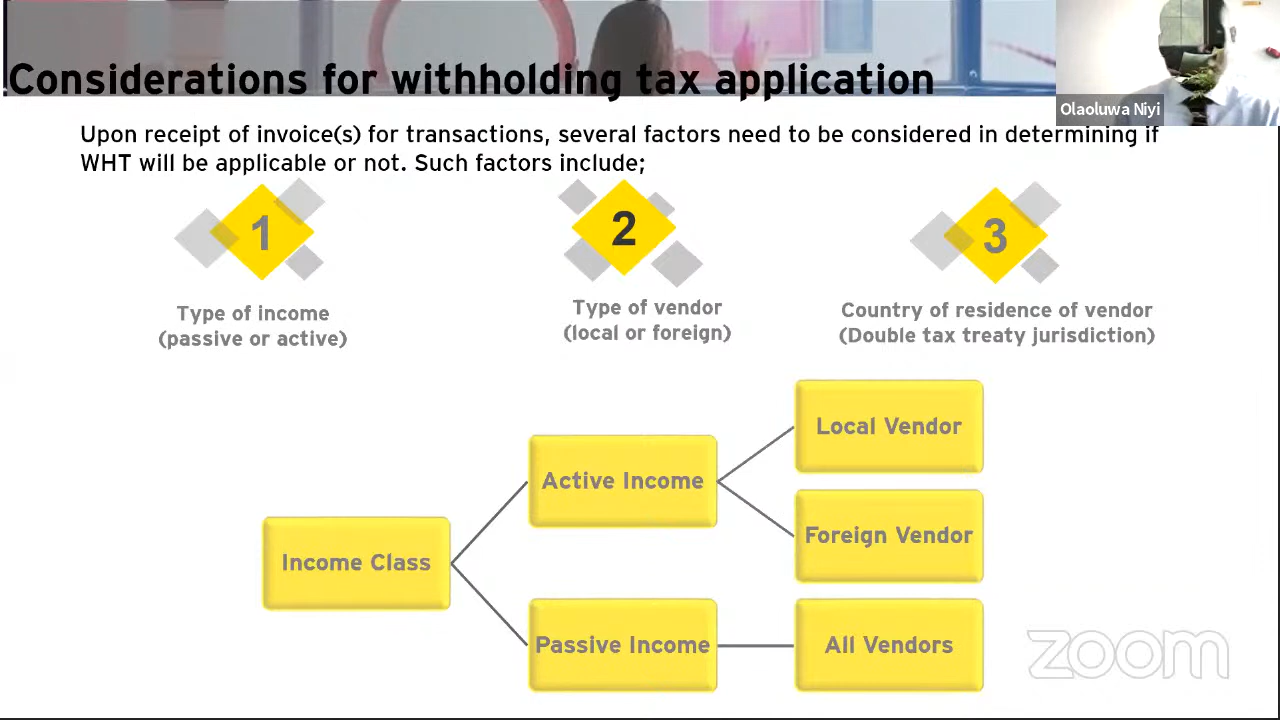 Considerations for withholding tax application
Olaoluwa Niyi
Upon receipt of invoice(s) for transactions, several factors need to be considered in determining if
WHT will be applicable or not. Such factors include;
1
2
3
Type of income
(passive or active)
Type of vendor
(local or foreign)
Country of residence of vendor
(Double tax treaty jurisdiction)
Income Class
Active Income
Passive Income
Local Vendor
Foreign Vendor
All Vendors
zoom